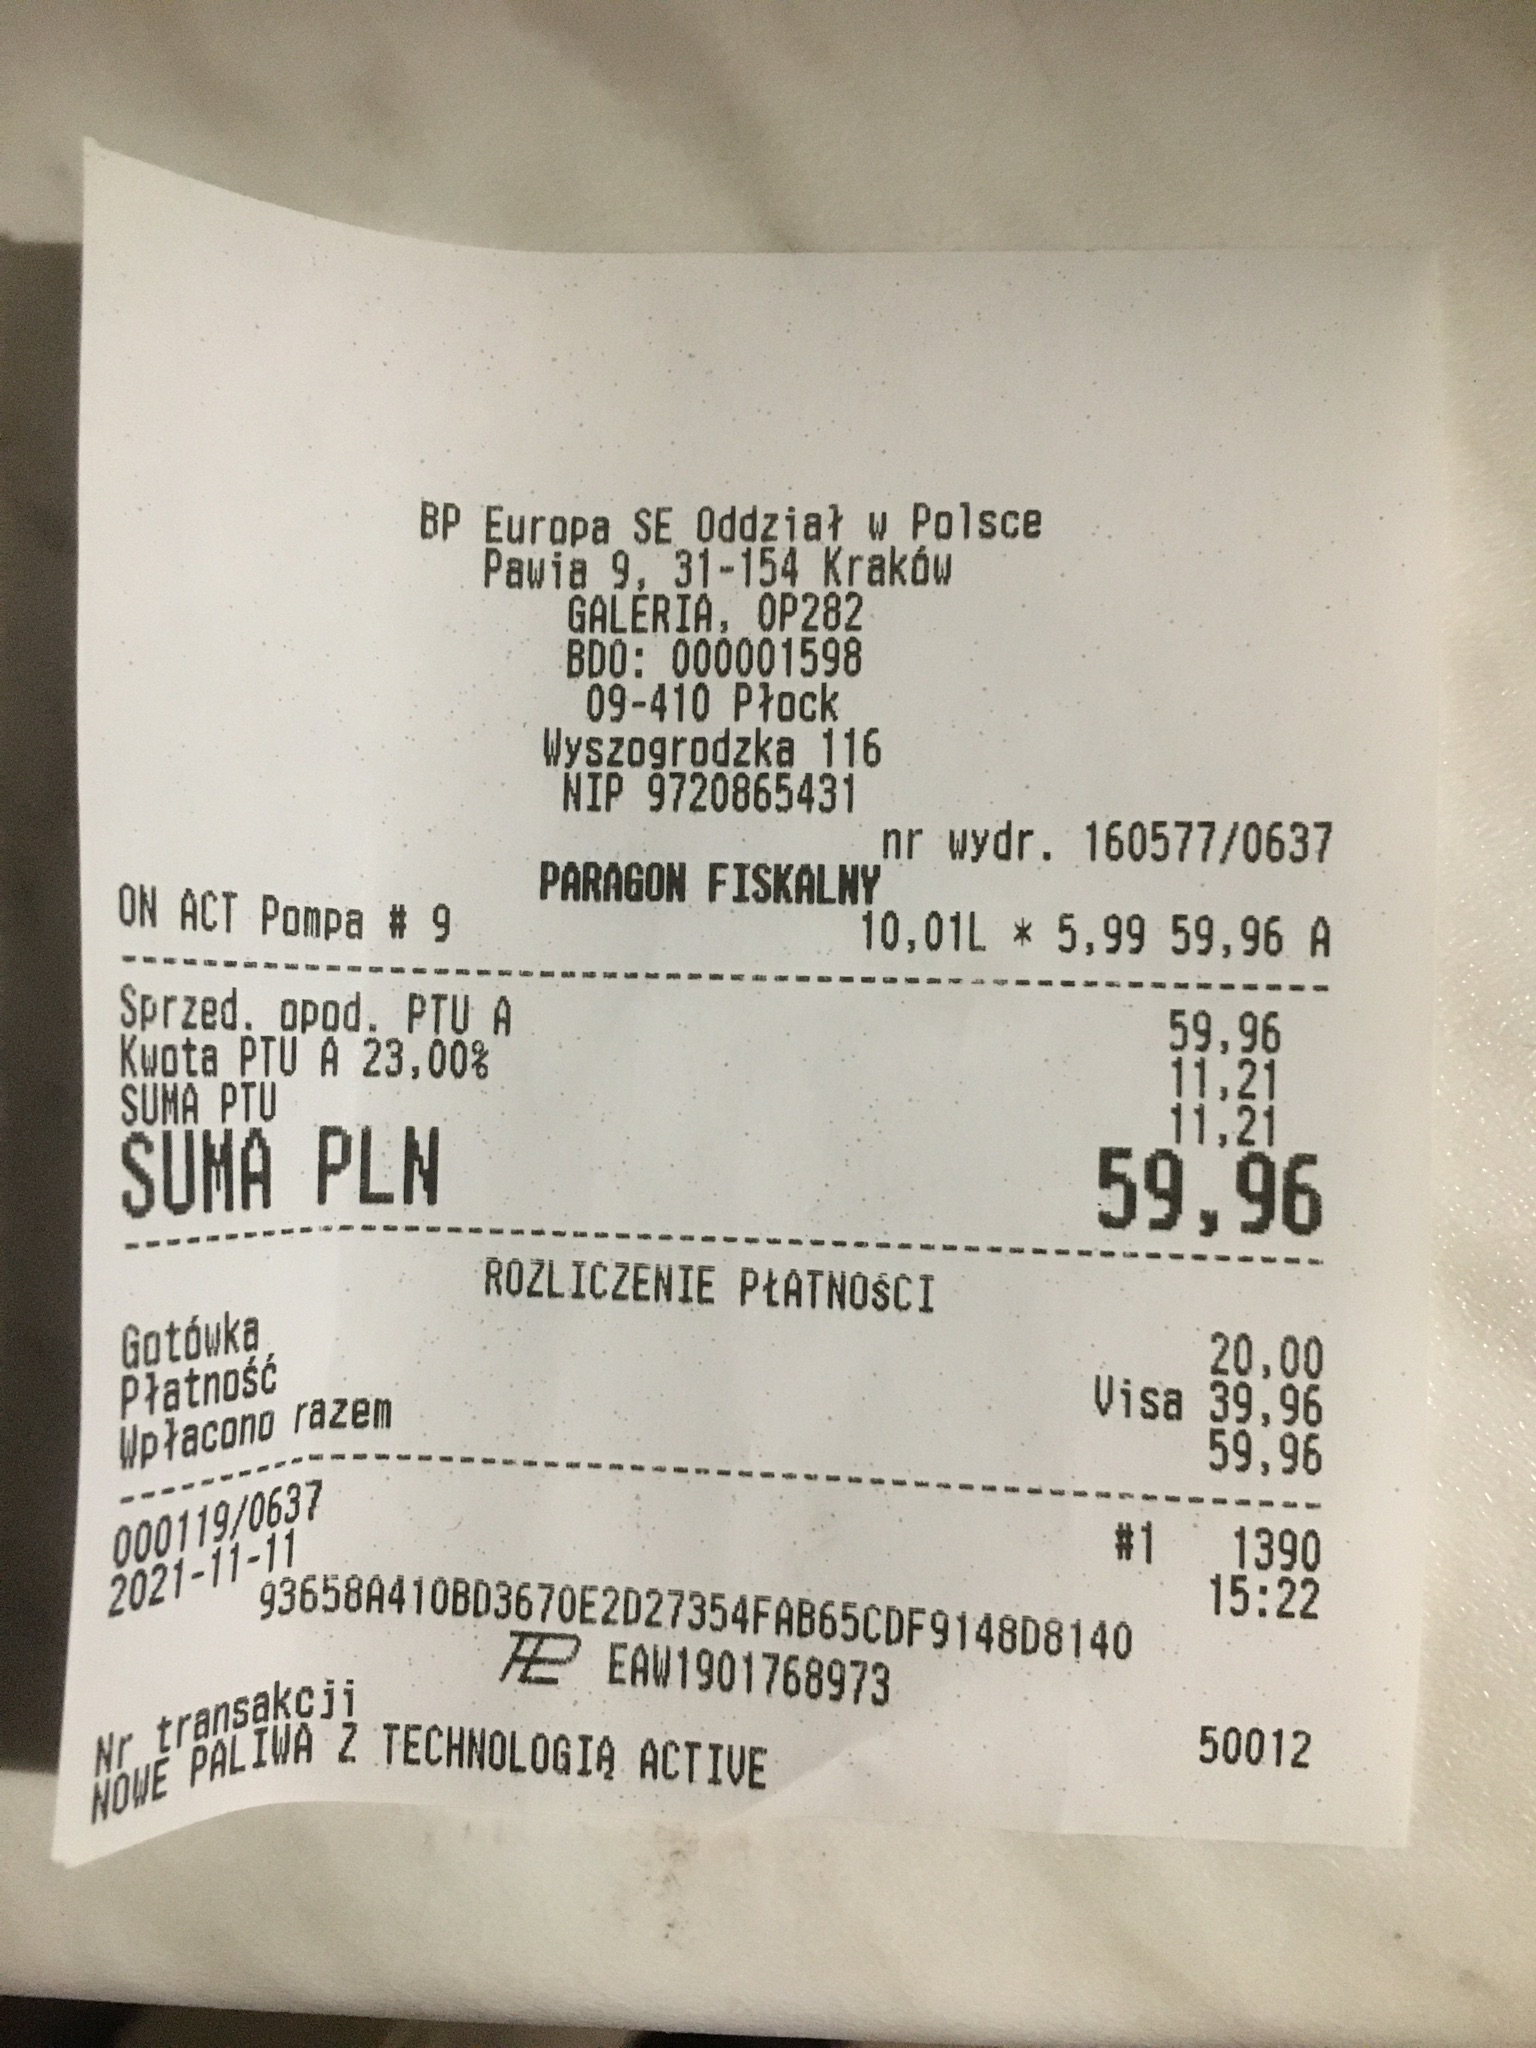 BP Europa SE Oddział w Polsce
Pawia 9, 31-154 Kraków
GALERIA, OP282
BDO: 000001598
09-410 Płock
Wyszogrodzka 116
NIP 9720865431
nr wydr. 160577/0637
PARAGON FISKALNY
ON ACT Pompa # 9 10,01L * 5,99 59,96 A
Sprzed. opod. PTU A 59,96
Kwota PTU A 23,00% 11,21
SUMA PTU 11,21
SUMA PLN 59,96
ROZLICZENIE PŁATNOŚCI
Gotówka 20,00
Płatność Visa 39,96
Wpłacono razem 59,96
000119/0637 #1 1390
2021-11-11 15:22
93658A410BD3670E2D27354FAB65CDF9148D8140
PL EAW1901768973
Nr transakcji 50012
NOWE PALIWA Z TECHNOLOGIĄ ACTIVE